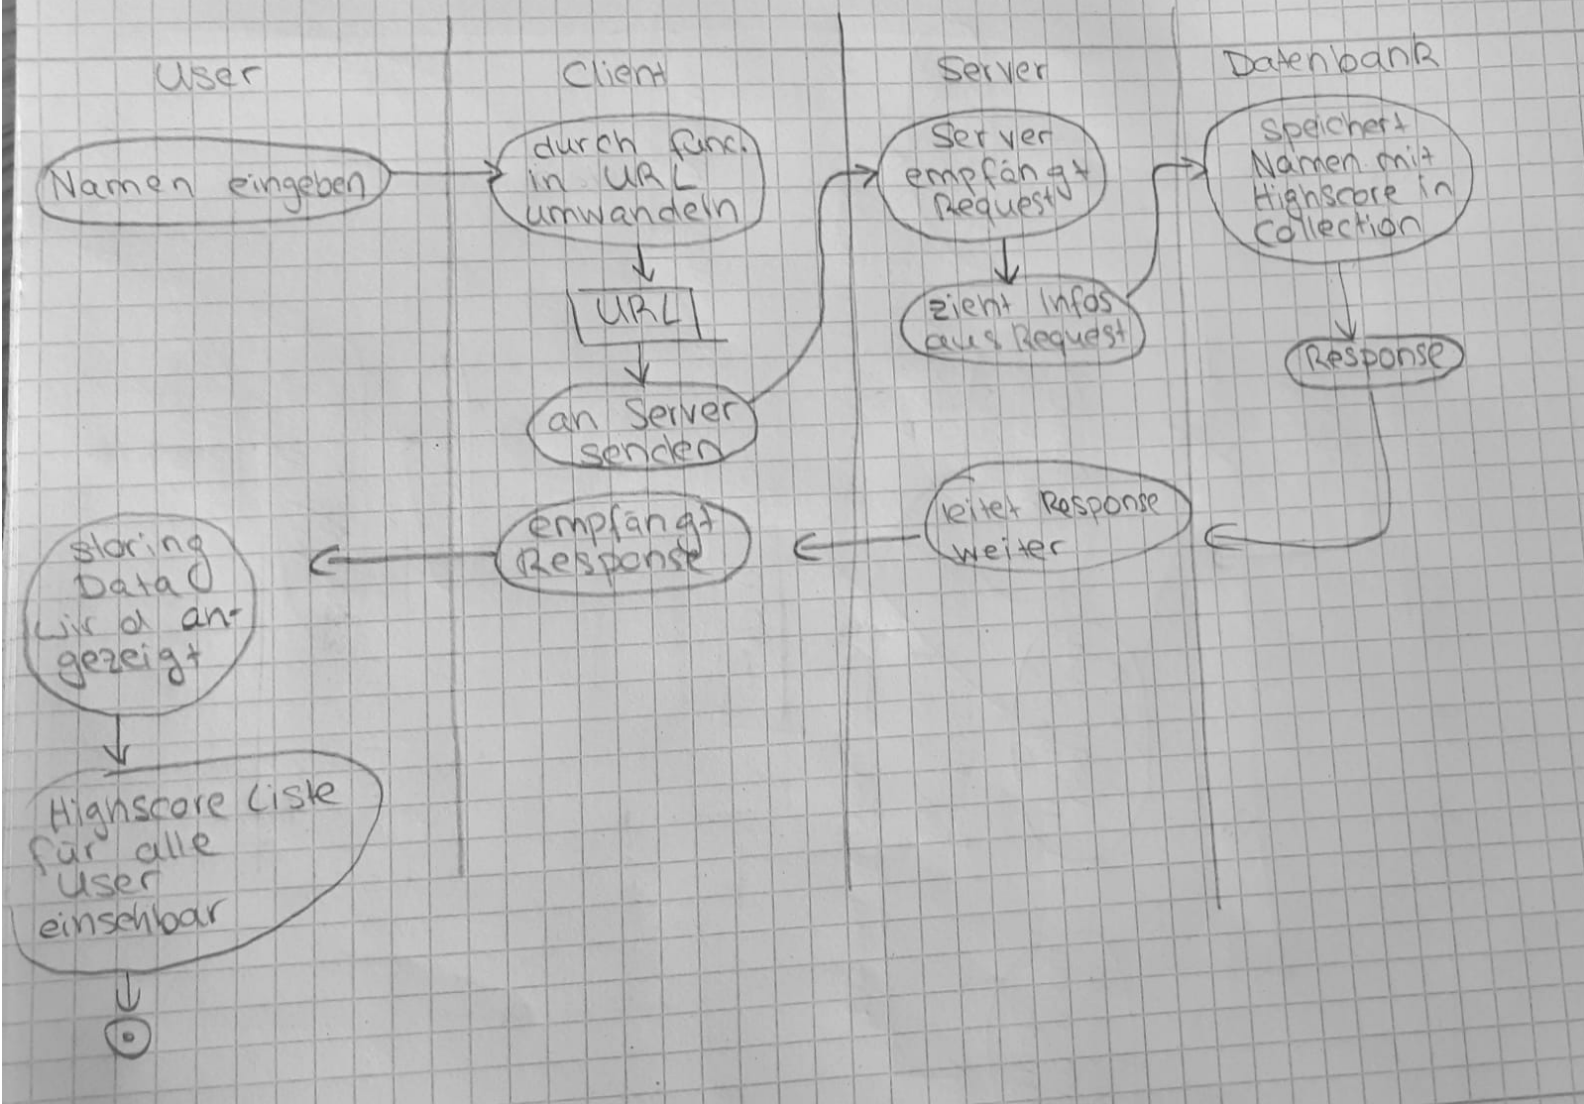 User
Client
Server
Datenbank
Namen eingeben
durch func.
in URL
umwandeln
URL
an Server
senden
Server
empfängt
Request
zieht Infos
aus Request
speichert
Namen mit
Highscore in
Collection
Response
leitet Response
weiter
empfängt
Response
storing
Data
wird an-
gezeigt
Highscore Liste
für alle
User
einsehbar